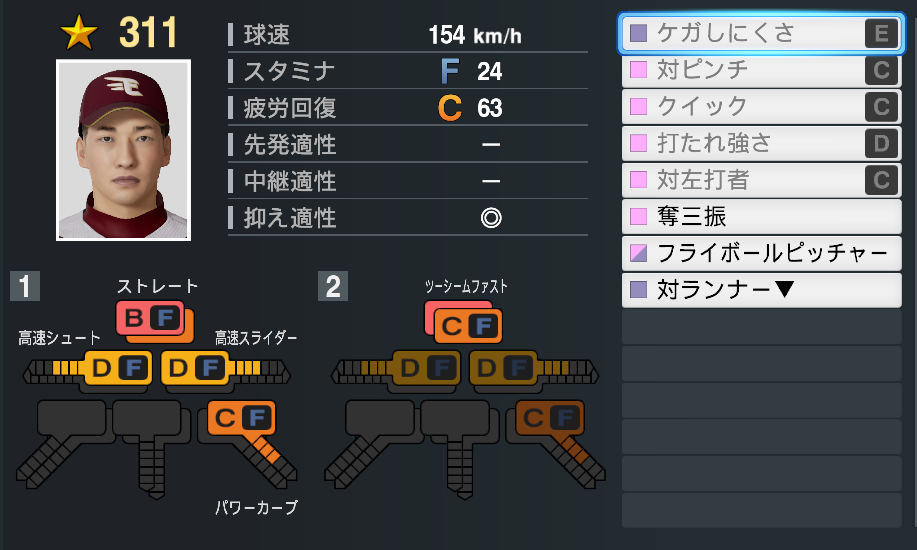 311
球速 154 km/h
スタミナ F 24
疲労回復 C 63
先発適性 ー
中継適性 ー
抑え適性 ◎
ケガしにくさ E
対ピンチ C
クイック C
打たれ強さ D
対左打者 C
奪三振
フライボールピッチャー
対ランナー▼
1
ストレート
B F
高速シュート
高速スライダー
D F
D F
C F
パワーカーブ
2
ツーシームファスト
C F
D F
D F
C F